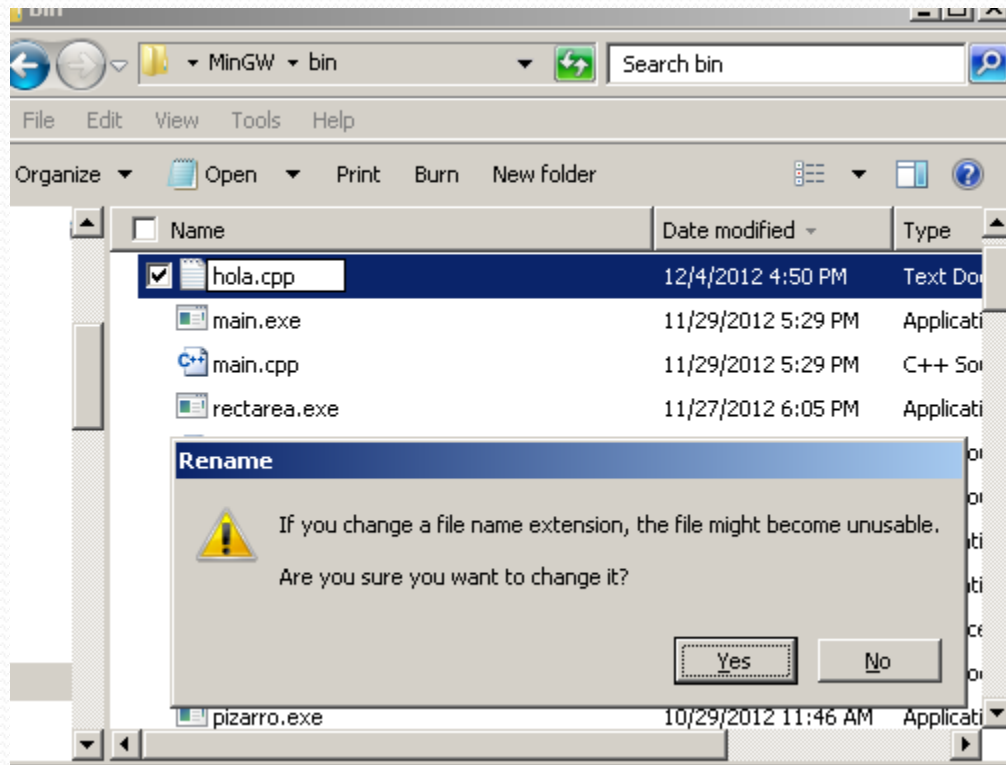 bin
MinGW bin
Search bin
File Edit View Tools Help
Organize Open Print Burn New folder
Name Date modified Type
hola.cpp 12/4/2012 4:50 PM Text Do
main.exe 11/29/2012 5:29 PM Applicati
main.cpp 11/29/2012 5:29 PM C++ So
rectarea.exe 11/27/2012 6:05 PM Applicati
Rename
If you change a file name extension, the file might become unusable.
Are you sure you want to change it?
Yes No
pizarro.exe 10/29/2012 11:46 AM Applicati